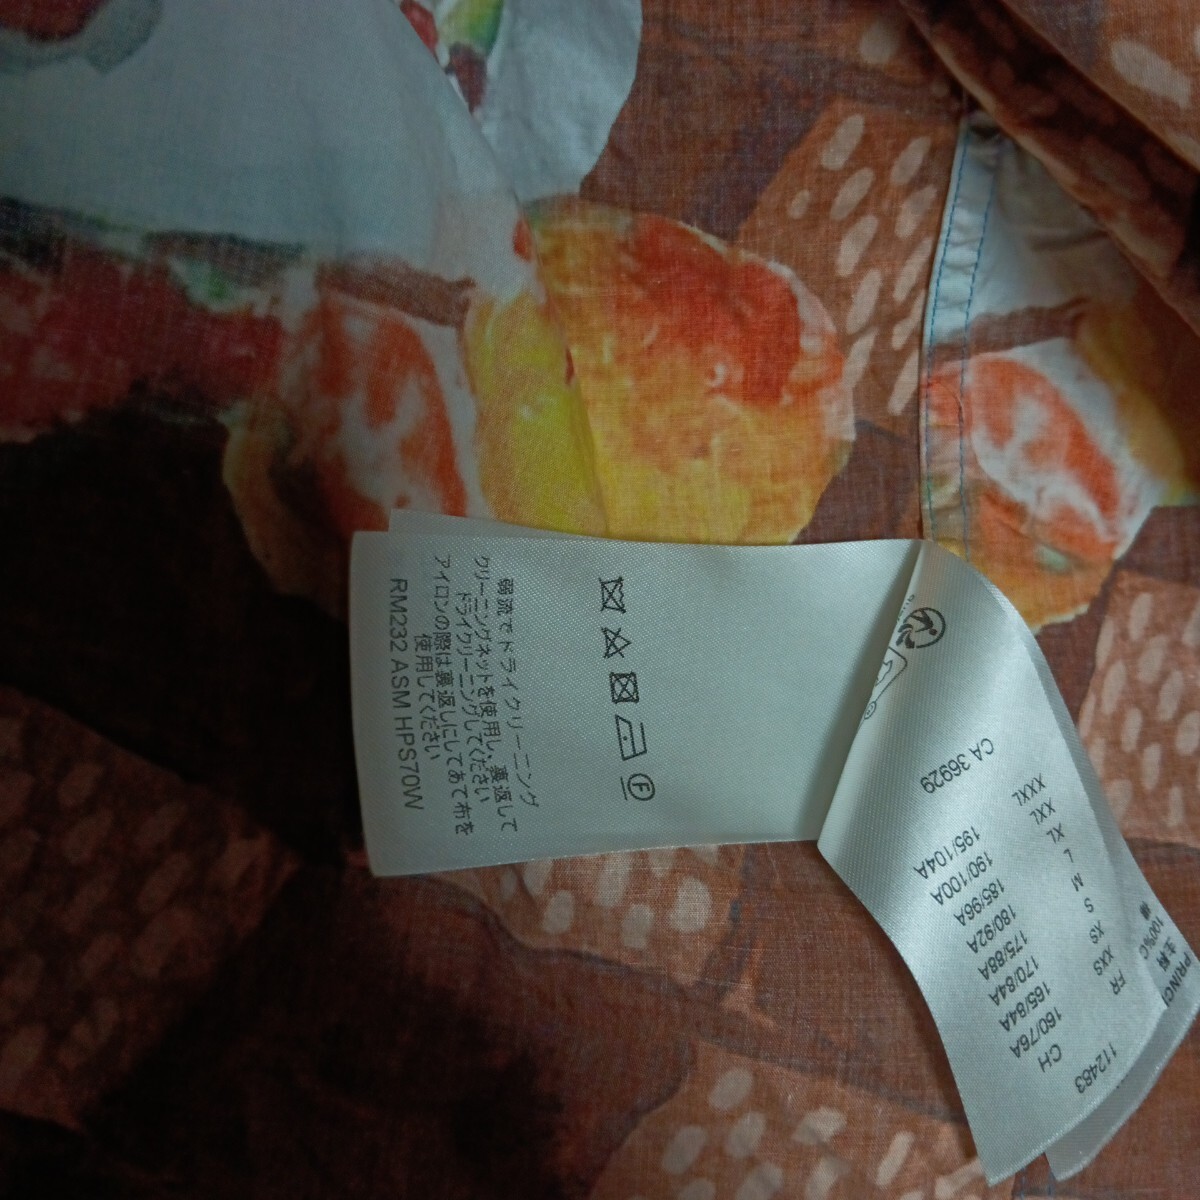 弱流でドライクリーニング
クリーニングネットを使用し、裏返して
ドライクリーニングしてください
アイロンの際は裏返しにしてあて布を
使用してください
RM232 ASM HPS70W
F
CA 36929
112483
FR CH
XXS 160/76A
XS 165/84A
S 170/84A
M 175/88A
L 180/92A
XL 185/96A
XXL 190/100A
XXXL 195/104A
PRINCI
主料
100%C